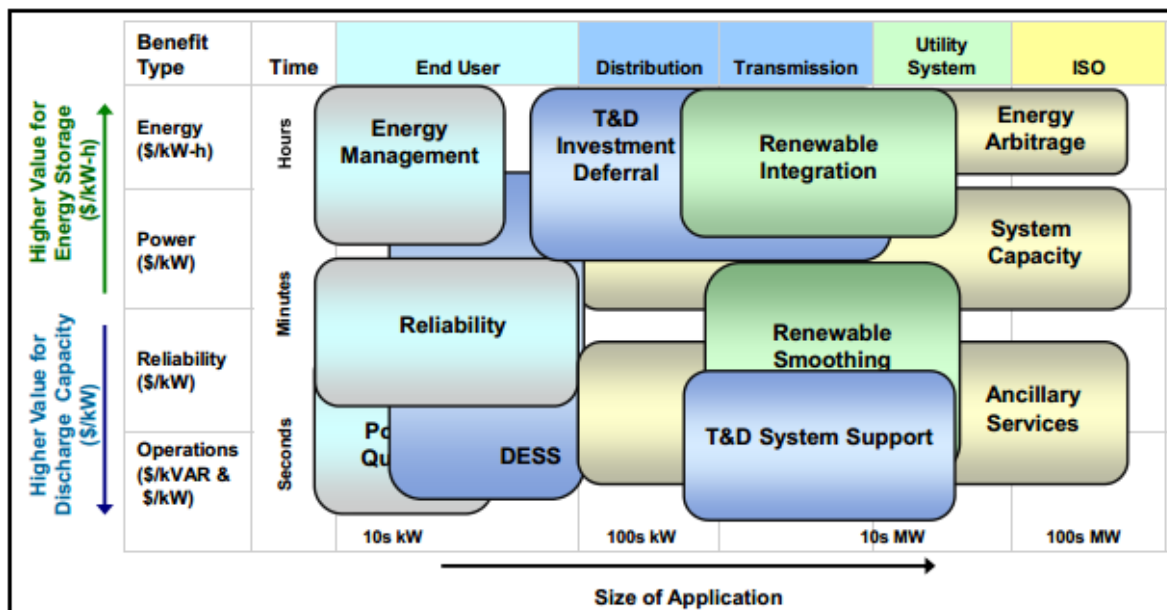 Benefit
Type
Time
End User
Distribution
Transmission
Utility
System
ISO
Higher Value for
Energy Storage
($/kW-h)
Higher Value for
Discharge Capacity
($/kW)
Energy
($/kW-h)
Power
($/kW)
Reliability
($/kW)
Operations
($/kVAR &
$/kW)
Hours
Minutes
Seconds
Energy
Management
T&D
Investment
Deferral
Renewable
Integration
Energy
Arbitrage
System
Capacity
Reliability
Renewable
Smoothing
Ancillary
Services
DESS
T&D System Support
10s kW
100s kW
10s MW
100s MW
Size of Application